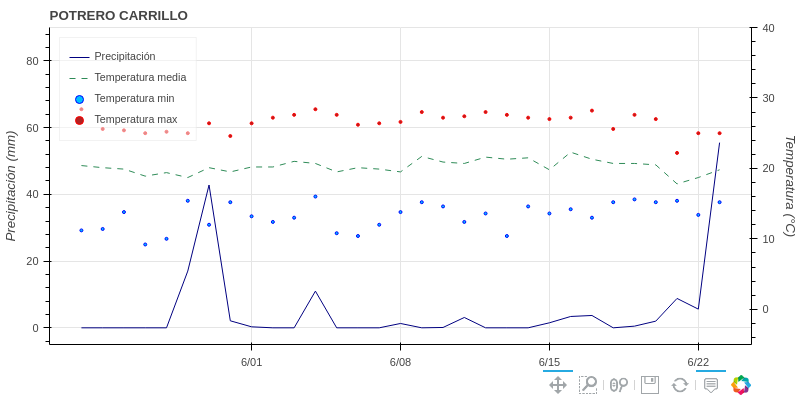 POTRERO CARRILLO
Precipitación
Temperatura media
Temperatura min
Temperatura max
80
60
40
20
0
Precipitación (mm)
40
30
20
10
0
Temperatura (°C)
6/01
6/08
6/15
6/22